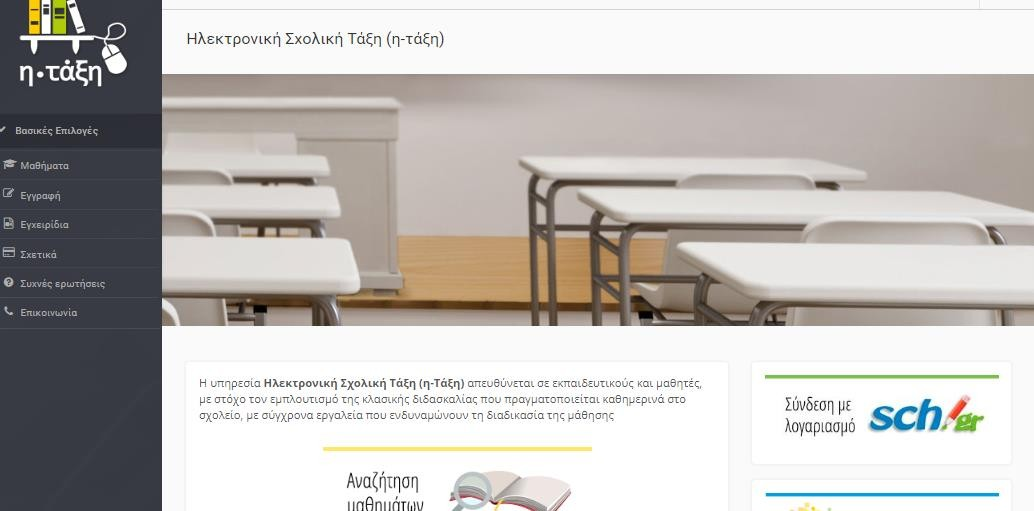 η·τάξη
Βασικές Επιλογές
Μαθήματα
Εγγραφή
Εγχειρίδια
Σχετικά
Συχνές ερωτήσεις
Επικοινωνία
Ηλεκτρονική Σχολική Τάξη (η-τάξη)
Η υπηρεσία Ηλεκτρονική Σχολική Τάξη (η-Τάξη) απευθύνεται σε εκπαιδευτικούς και μαθητές,
με στόχο τον εμπλουτισμό της κλασικής διδασκαλίας που πραγματοποιείται καθημερινά στο
σχολείο, με σύχρονα εργαλεία που ενδυναμώνουν τη διαδικασία της μάθησης
Αναζήτηση
μαθημάτων
Σύνδεση με
λογαριασμό
sch.gr